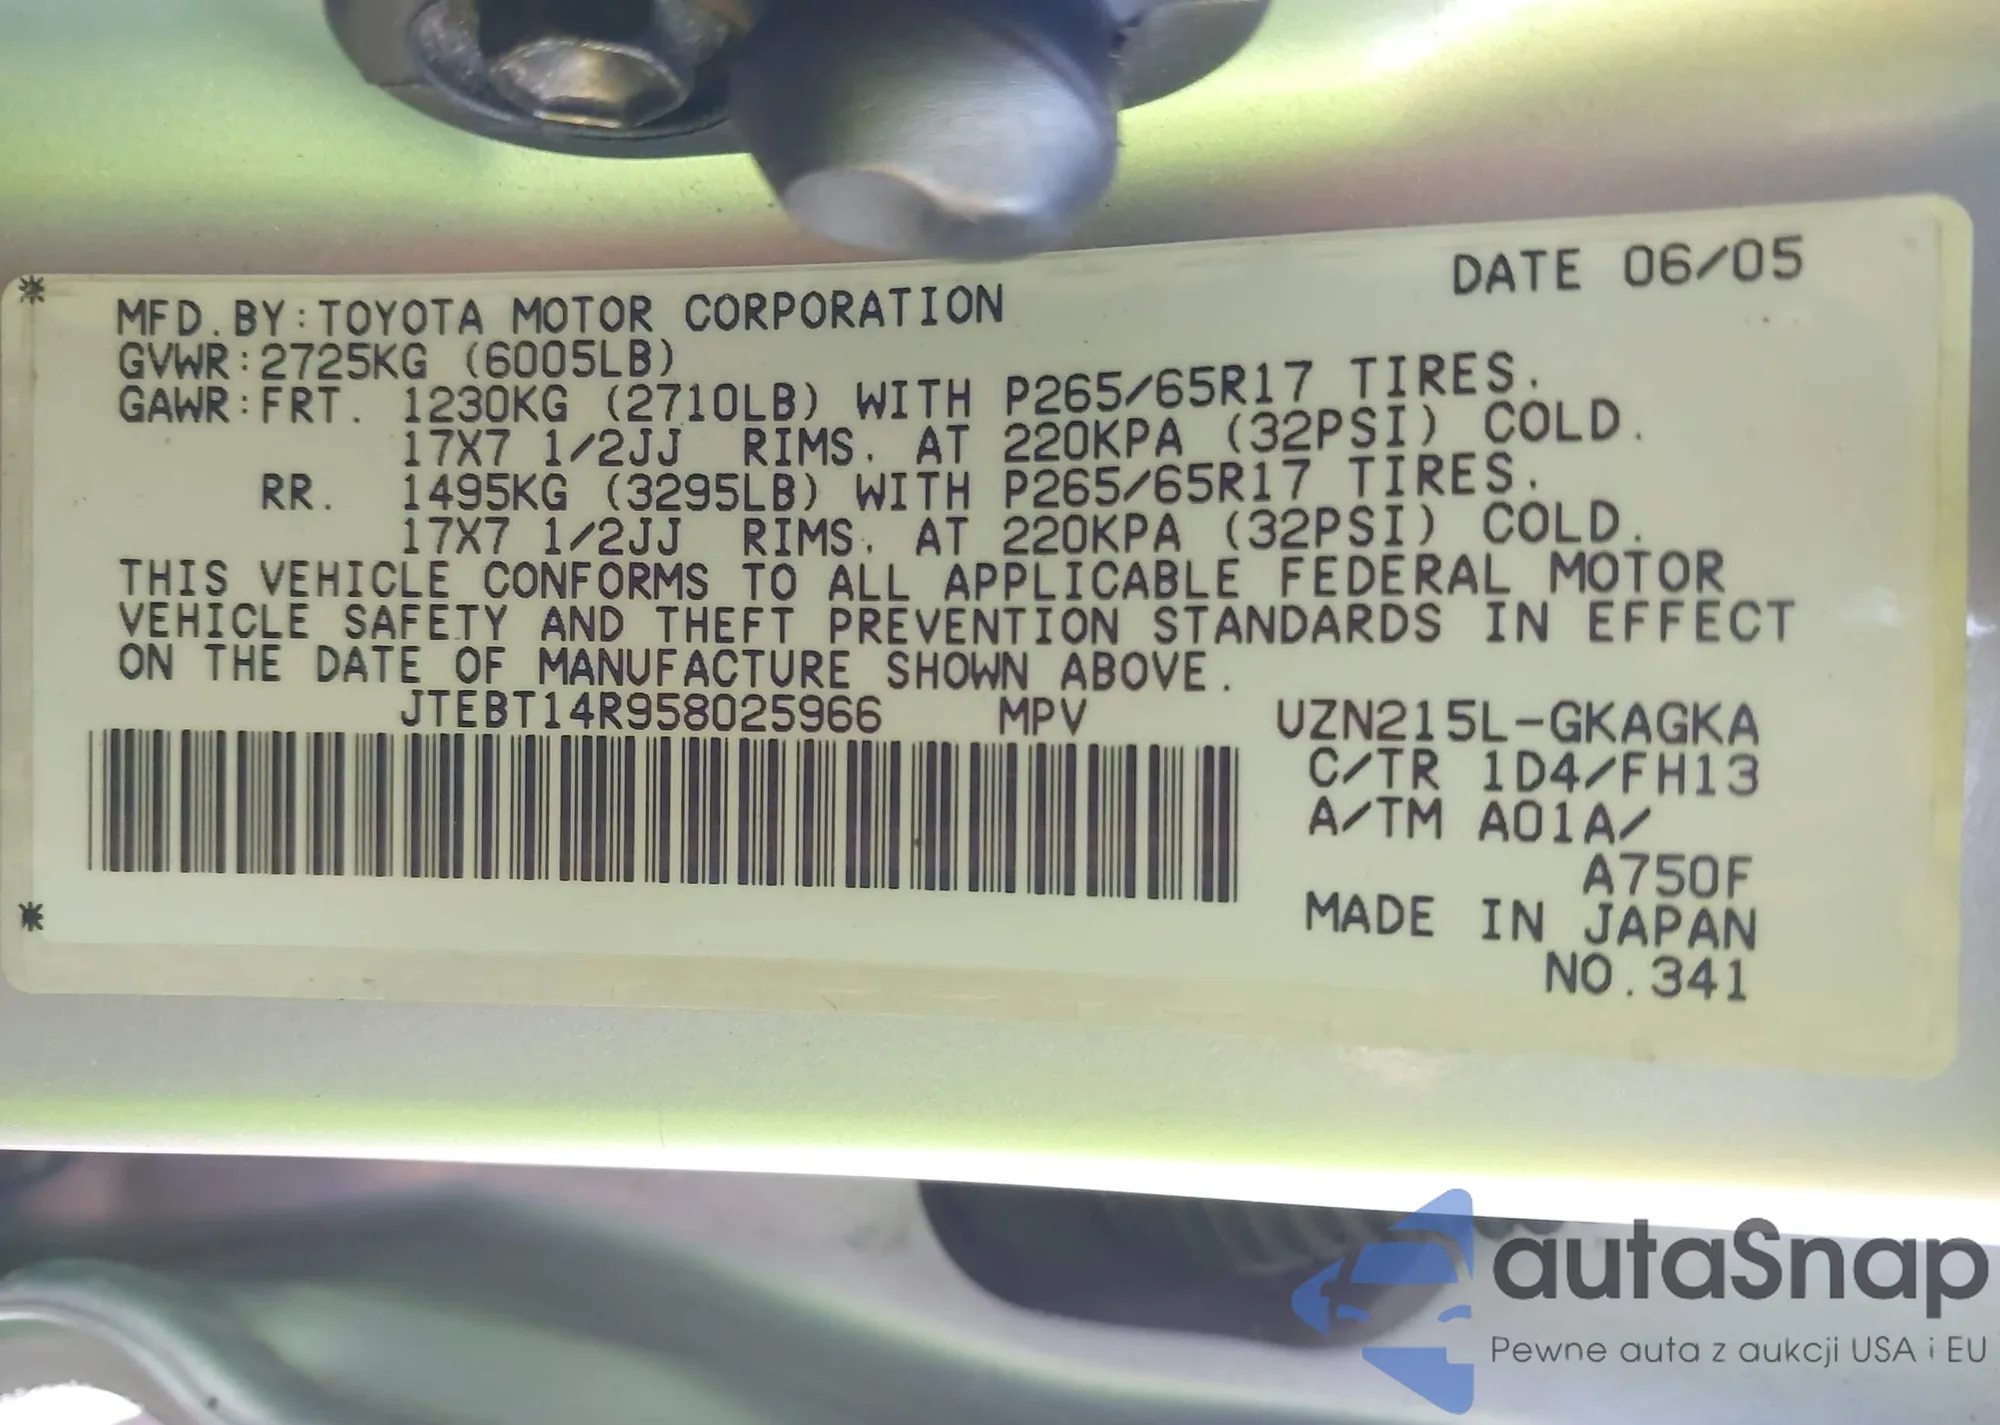 DATE 06/05
MFD.BY:TOYOTA MOTOR CORPORATION
GVWR:2725KG (6005LB)
GAWR:FRT. 1230KG (2710LB) WITH P265/65R17 TIRES.
17X7 1/2JJ RIMS. AT 220KPA (32PSI) COLD.
RR. 1495KG (3295LB) WITH P265/65R17 TIRES.
17X7 1/2JJ RIMS. AT 220KPA (32PSI) COLD.
THIS VEHICLE CONFORMS TO ALL APPLICABLE FEDERAL MOTOR
VEHICLE SAFETY AND THEFT PREVENTION STANDARDS IN EFFECT
ON THE DATE OF MANUFACTURE SHOWN ABOVE.
JTEBT14R958025966 MPV UZN215L-GKAGKA
C/TR 1D4/FH13
A/TM A01A/
A750F
MADE IN JAPAN
NO.341
autaSnap
Pewne auta z aukcji USA i EU